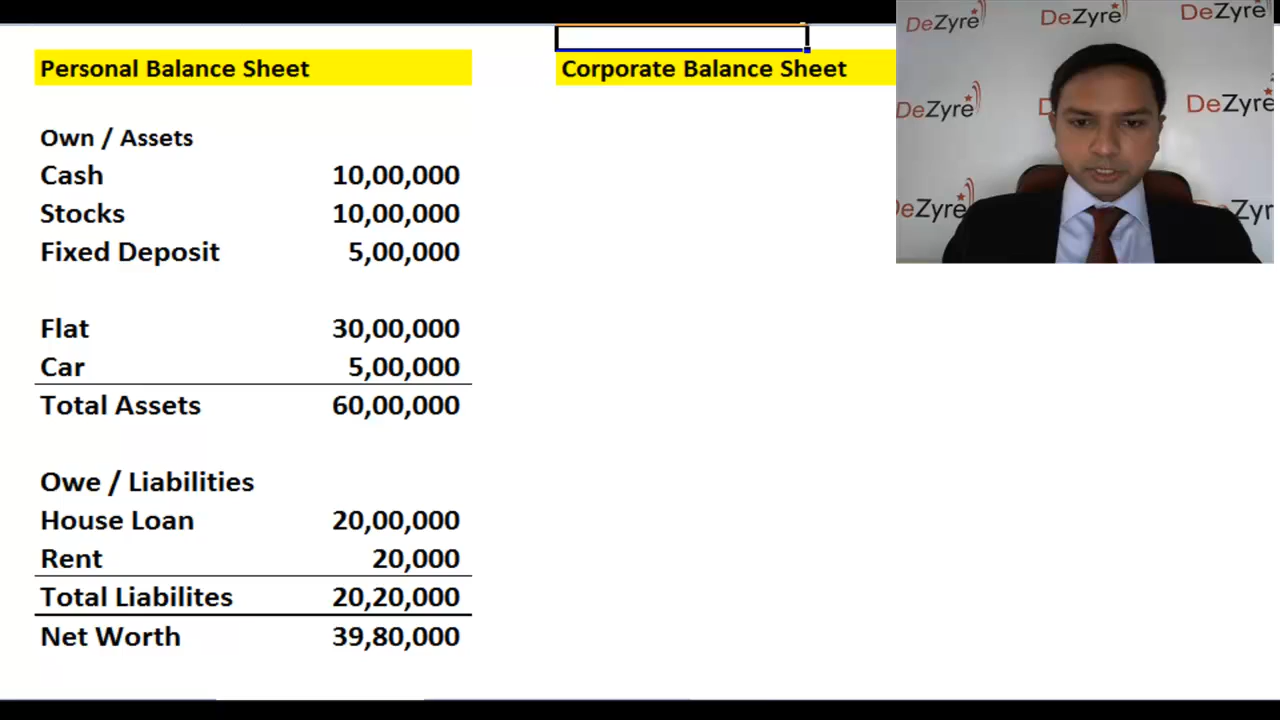 Personal Balance Sheet
Own / Assets
Cash 10,00,000
Stocks 10,00,000
Fixed Deposit 5,00,000
Flat 30,00,000
Car 5,00,000
Total Assets 60,00,000
Owe / Liabilities
House Loan 20,00,000
Rent 20,000
Total Liabilites 20,20,000
Net Worth 39,80,000
Corporate Balance Sheet
DeZyre DeZyre DeZyre
DeZyre DeZyre